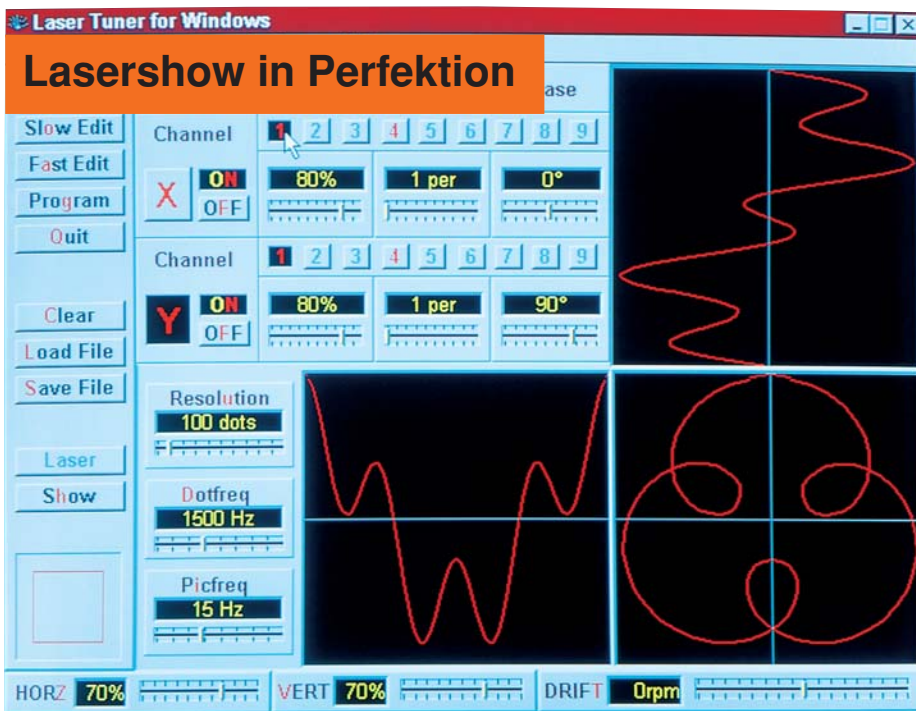 Laser Tuner for Windows
Lasershow in Perfektion
ase
Slow Edit
Fast Edit
Program
Quit
Clear
Load File
Save File
Laser
Show
Channel 1 2 3 4 5 6 7 8 9
X ON OFF 80% 1 per 0°
Channel 1 2 3 4 5 6 7 8 9
Y ON OFF 80% 1 per 90°
Resolution
100 dots
Dotfreq
1500 Hz
Picfreq
15 Hz
HORZ 70% VERT 70% DRIFT 0rpm